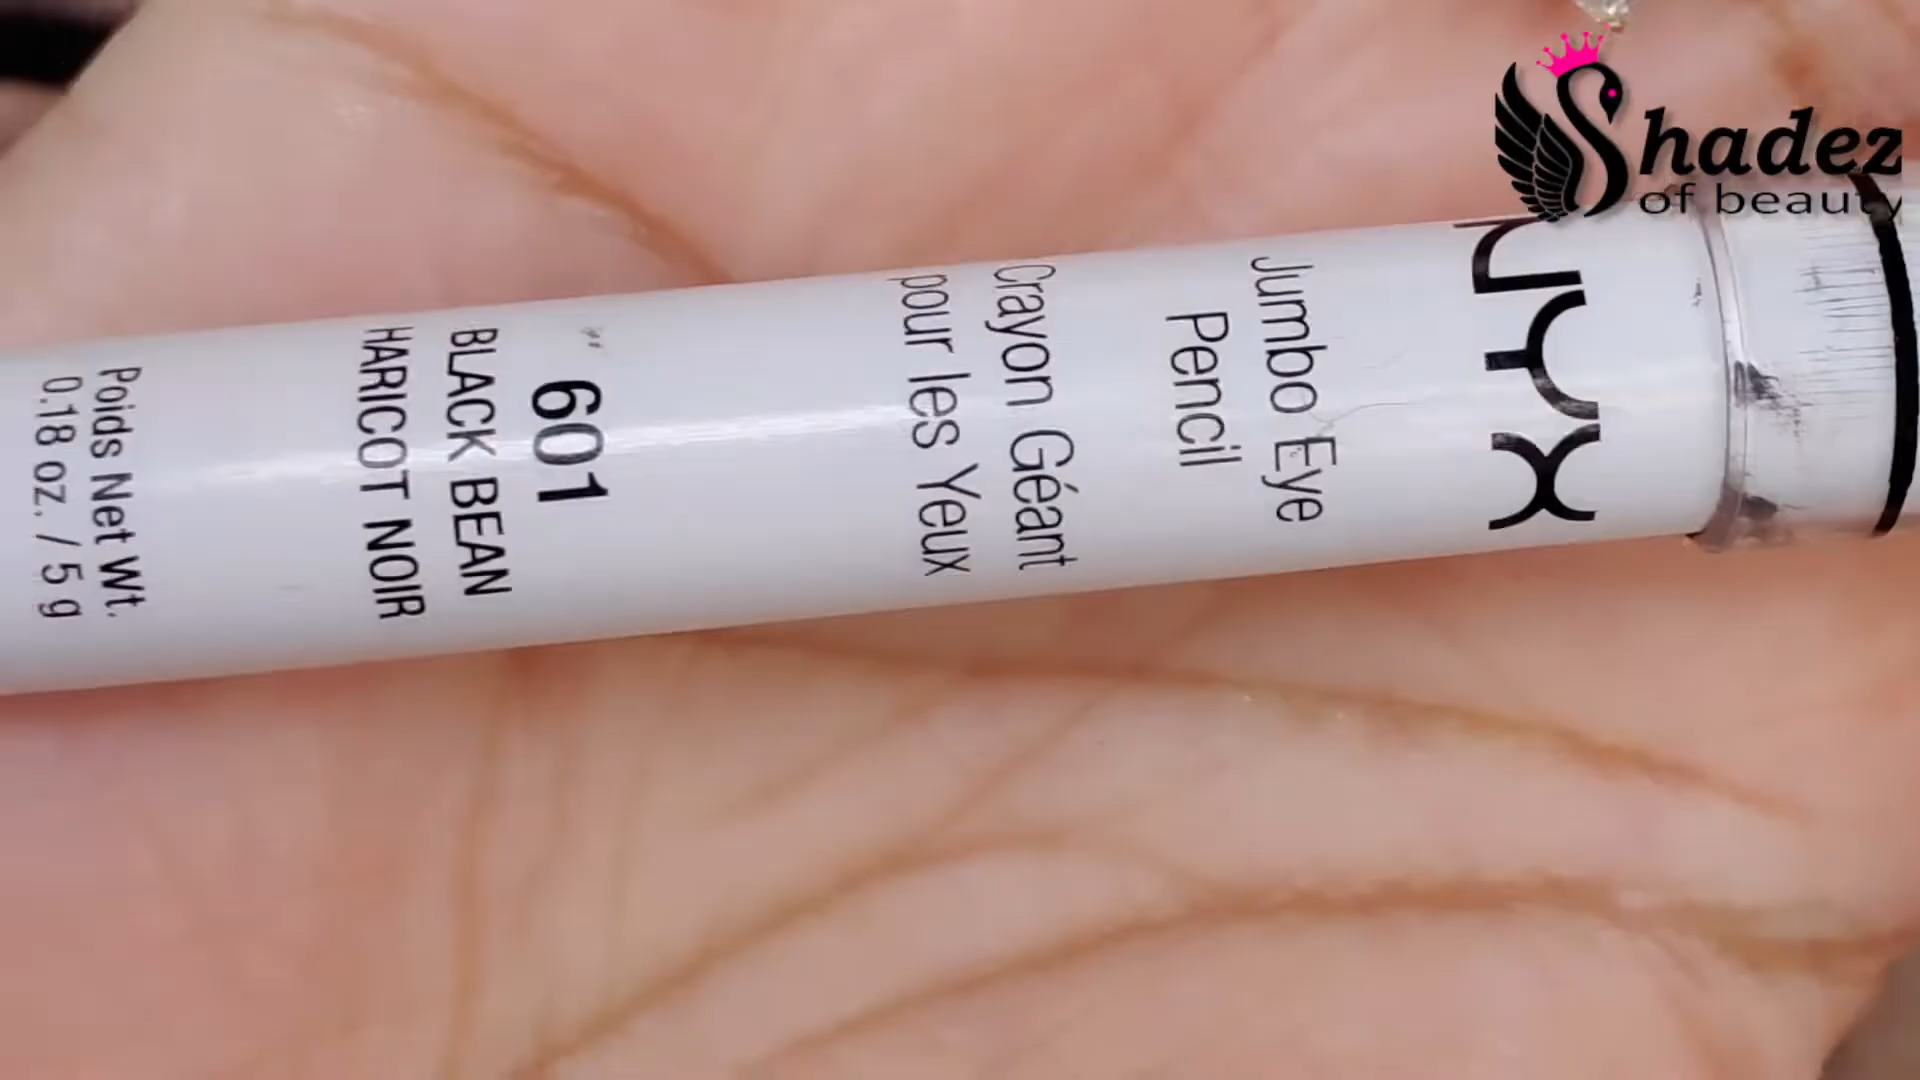 Shadez
of beauty
NYX
Jumbo Eye
Pencil
Crayon Géant
pour les Yeux
601
BLACK BEAN
HARICOT NOIR
Poids Net Wt.
0.18 oz. / 5 g